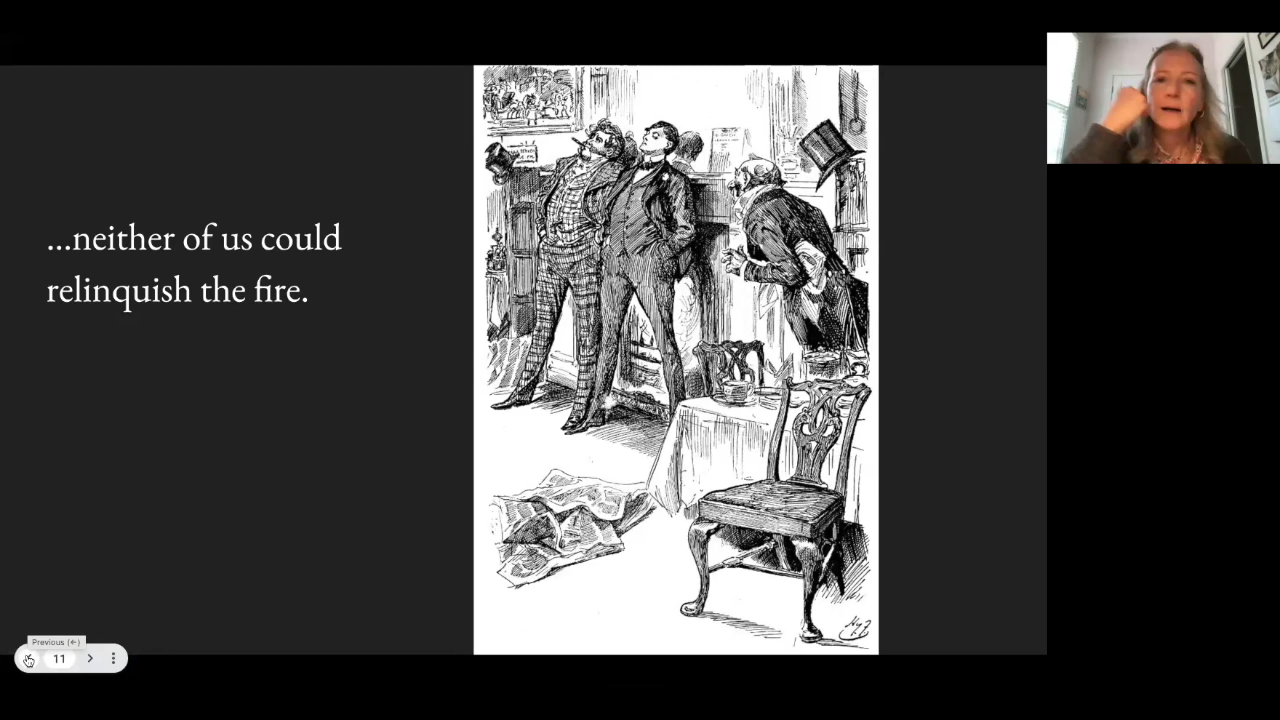 ...neither of us could
relinquish the fire.
Previous (←)
11